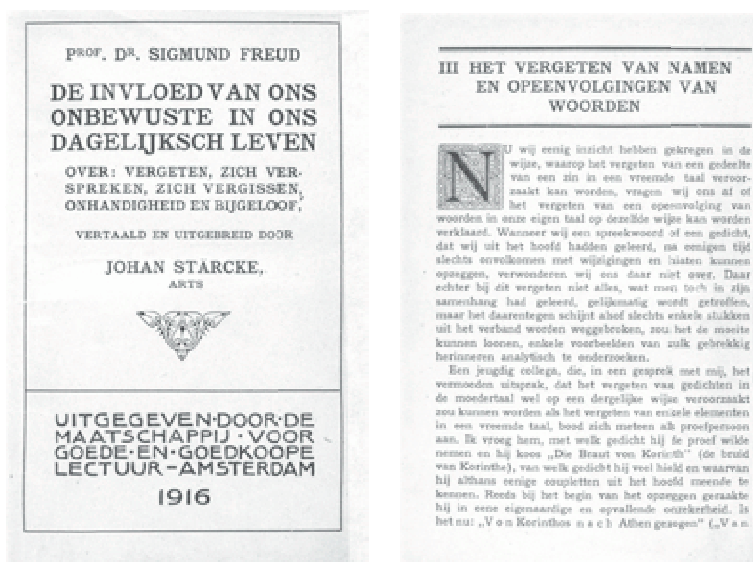 PROF. DR. SIGMUND FREUD
DE INVLOED VAN ONS
ONBEWUSTE IN ONS
DAGELIJKSCH LEVEN
OVER: VERGETEN, ZICH VER-
SPREKEN, ZICH VERGISSEN,
ONHANDIGHEID EN BIJGELOOF,
VERTAALD EN UITGEBREID DOOR
JOHAN STARCKE,
ARTS
UITGEGEVEN·DOOR·DE
MAATSCHAPPIJ·VOOR
GOEDE·EN·GOEDKOOPE
LECTUUR–AMSTERDAM
1916
III HET VERGETEN VAN NAMEN
EN OPEENVOLGINGEN VAN
WOORDEN
NU wij eenig inzicht hebben gekregen in de
wijze, waarop het vergeten van een gedeelte
van een zin in een vreemde taal veroor-
zaakt kan worden, vragen wij ons af of
het vergeten van een opeenvolging van
woorden in onze eigen taal op dezelfde wijze kan worden
verklaard. Wanneer wij een spreekwoord of een gedicht,
dat wij uit het hoofd hadden geleerd, na eenigen tijd
slechts onvolkomen met wijzigingen en hiaten kunnen
opzeggen, verwonderen wij ons daar niet over. Daar
echter bij dit vergeten niet alles, wat men toch in zijn
samenhang had geleerd, gelijkmatig wordt getroffen,
maar het daarentegen schijnt alsof slechts enkele stukken
uit het verband worden weggebroken, zou het de moeite
kunnen loonen, enkele voorbeelden van zulk gebrekkig
herinneren analytisch te onderzoeken.
Een jeugdig collega, die, in een gesprek met mij, het
vermoeden uitsprak, dat het vergeten van gedichten in
de moedertaal wel op een dergelijke wijze veroorzaakt
zou kunnen worden als het vergeten van enkele elementen
in een vreemde taal, bood zich meteen als proefpersoon
aan. Ik vroeg hem, met welk gedicht hij de proef wilde
nemen en hij koos „Die Braut von Korinth" (de bruid
van Korinthe), van welk gedicht hij veel hield en waarvan
hij althans eenige coupletten uit het hoofd meende te
kennen. Reeds bij het begin van het opzeggen geraakte
hij in eene eigenaardige en opvallende onzekerheid. Is
het nu: „Von Korinthos nach Athen gezogen" („Van